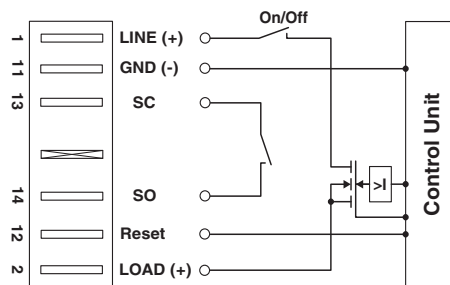 On/Off
1 LINE (+)
11 GND (-)
13 SC
14 SO
12 Reset
2 LOAD (+)
>I
Control Unit